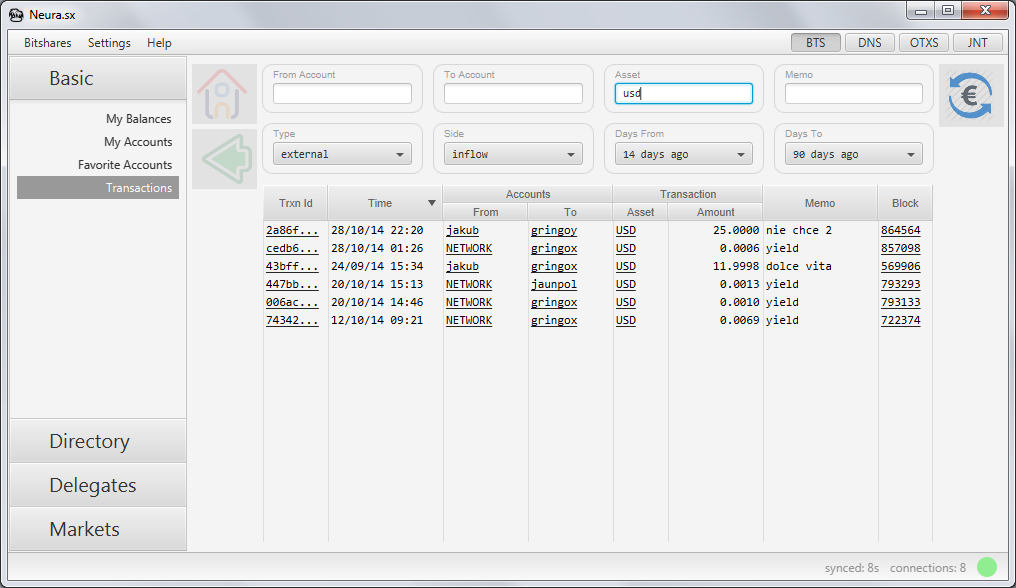 Neura.sx
Bitshares Settings Help BTS DNS OTXS JNT
Basic
My Balances
My Accounts
Favorite Accounts
Transactions
Directory
Delegates
Markets
From Account To Account Asset Memo
usd
Type Side Days From Days To
external inflow 14 days ago 90 days ago
Trxn Id Time Accounts Transaction Memo Block
From To Asset Amount
2a86f... 28/10/14 22:20 jakub gringoy USD 25.0000 nie chce 2 864564
cedb6... 28/10/14 01:26 NETWORK gringox USD 0.0006 yield 857098
43bff... 24/09/14 15:34 jakub gringox USD 11.9998 dolce vita 569906
447bb... 20/10/14 15:13 NETWORK jaunpol USD 0.0013 yield 793293
006ac... 20/10/14 14:46 NETWORK gringox USD 0.0010 yield 793133
74342... 12/10/14 09:21 NETWORK gringox USD 0.0069 yield 722374
synced: 8s connections: 8